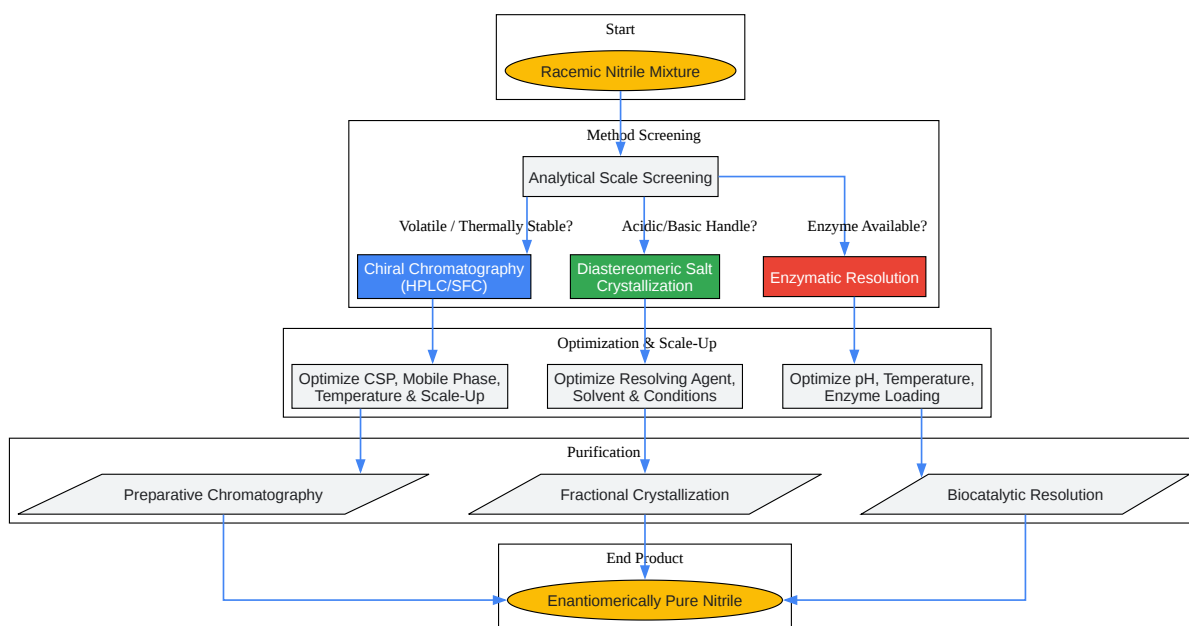 Start
Racemic Nitrile Mixture
Method Screening
Analytical Scale Screening
Volatile / Thermally Stable?
Acidic/Basic Handle?
Enzyme Available?
Chiral Chromatography
(HPLC/SFC)
Diastereomeric Salt
Crystallization
Enzymatic Resolution
Optimization & Scale-Up
Optimize CSP, Mobile Phase,
Temperature & Scale-Up
Optimize Resolving Agent,
Solvent & Conditions
Optimize pH, Temperature,
Enzyme Loading
Purification
Preparative Chromatography
Fractional Crystallization
Biocatalytic Resolution
End Product
Enantiomerically Pure Nitrile